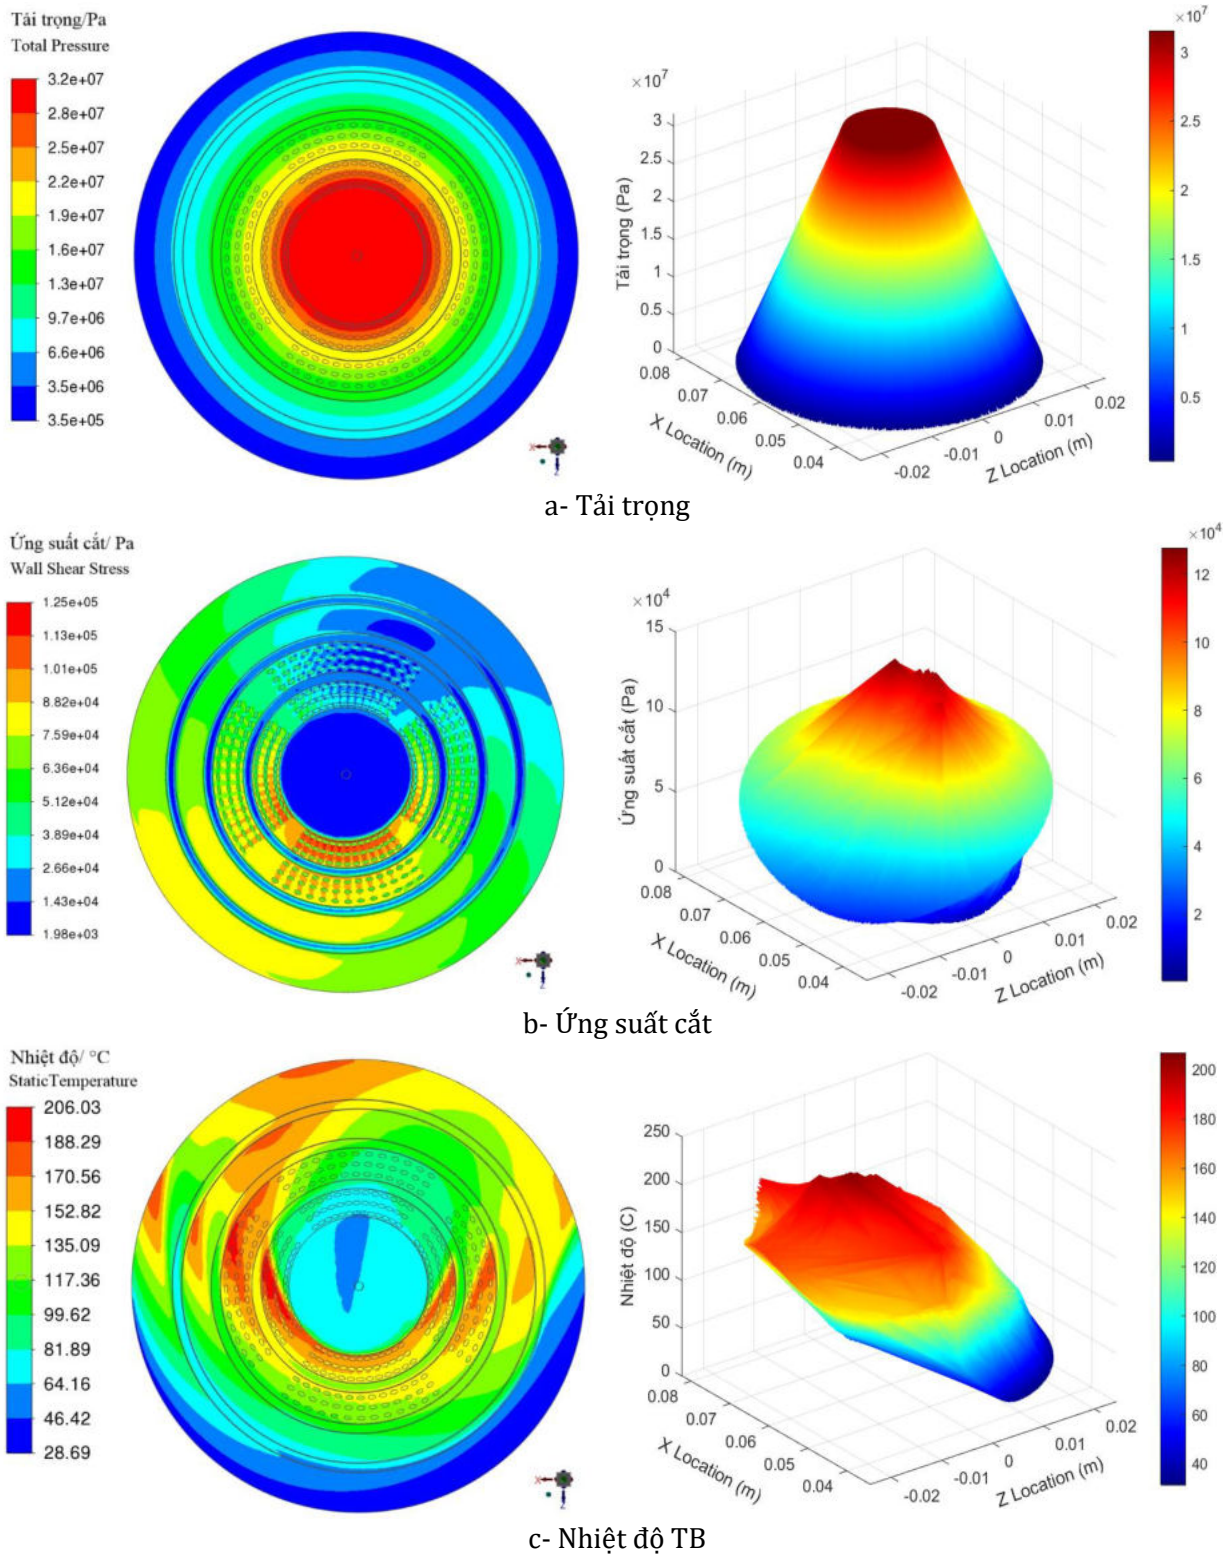 Tải trọng/Pa
Total Pressure
3.2e+07
2.8e+07
2.5e+07
2.2e+07
1.9e+07
1.6e+07
1.3e+07
9.7e+06
6.6e+06
3.5e+06
3.5e+05
X
Z
×10⁷
Tải trọng (Pa)
3
2.5
2
1.5
1
0.5
0
0.08
0.07
0.06
0.05
0.04
X Location (m)
-0.02
-0.01
0
0.01
0.02
Z Location (m)
×10⁷
3
2.5
2
1.5
1
0.5
a- Tải trọng
Ứng suất cắt/ Pa
Wall Shear Stress
1.25e+05
1.13e+05
1.01e+05
8.82e+04
7.59e+04
6.36e+04
5.12e+04
3.89e+04
2.66e+04
1.43e+04
1.98e+03
X
Z
×10⁴
Ứng suất cắt (Pa)
15
10
5
0
0.08
0.07
0.06
0.05
0.04
X Location (m)
-0.02
-0.01
0
0.01
0.02
Z Location (m)
×10⁴
12
10
8
6
4
2
b- Ứng suất cắt
Nhiệt độ/ °C
StaticTemperature
206.03
188.29
170.56
152.82
135.09
117.36
99.62
81.89
64.16
46.42
28.69
X
Z
Nhiệt độ (C)
250
200
150
100
50
0
0.08
0.07
0.06
0.05
0.04
X Location (m)
-0.02
-0.01
0
0.01
0.02
Z Location (m)
200
180
160
140
120
100
80
60
40
c- Nhiệt độ TB